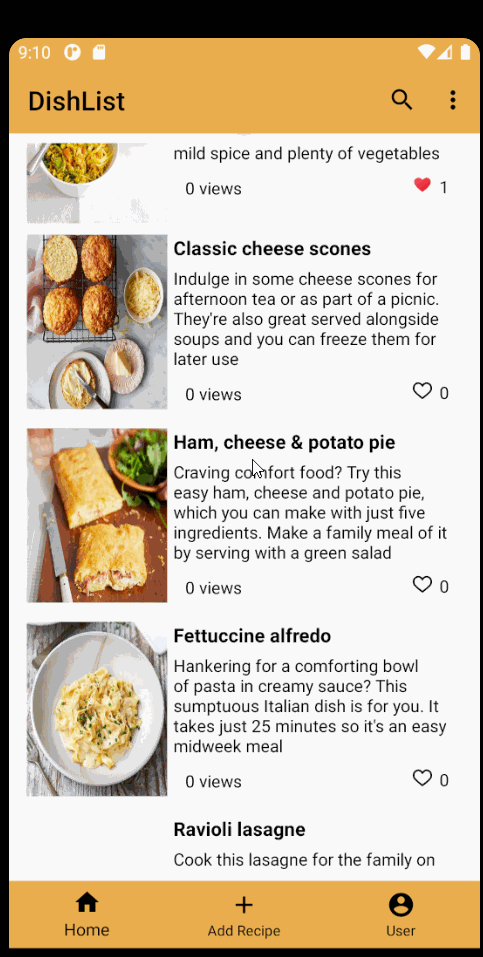 9:10
DishList
mild spice and plenty of vegetables
0 views
1
Classic cheese scones
Indulge in some cheese scones for
afternoon tea or as part of a picnic.
They're also great served alongside
soups and you can freeze them for
later use
0 views
0
Ham, cheese & potato pie
Craving comfort food? Try this
easy ham, cheese and potato pie,
which you can make with just five
ingredients. Make a family meal of it
by serving with a green salad
0 views
0
Fettuccine alfredo
Hankering for a comforting bowl
of pasta in creamy sauce? This
sumptuous Italian dish is for you. It
takes just 25 minutes so it's an easy
midweek meal
0 views
0
Ravioli lasagne
Cook this lasagne for the family on
Home
Add Recipe
User